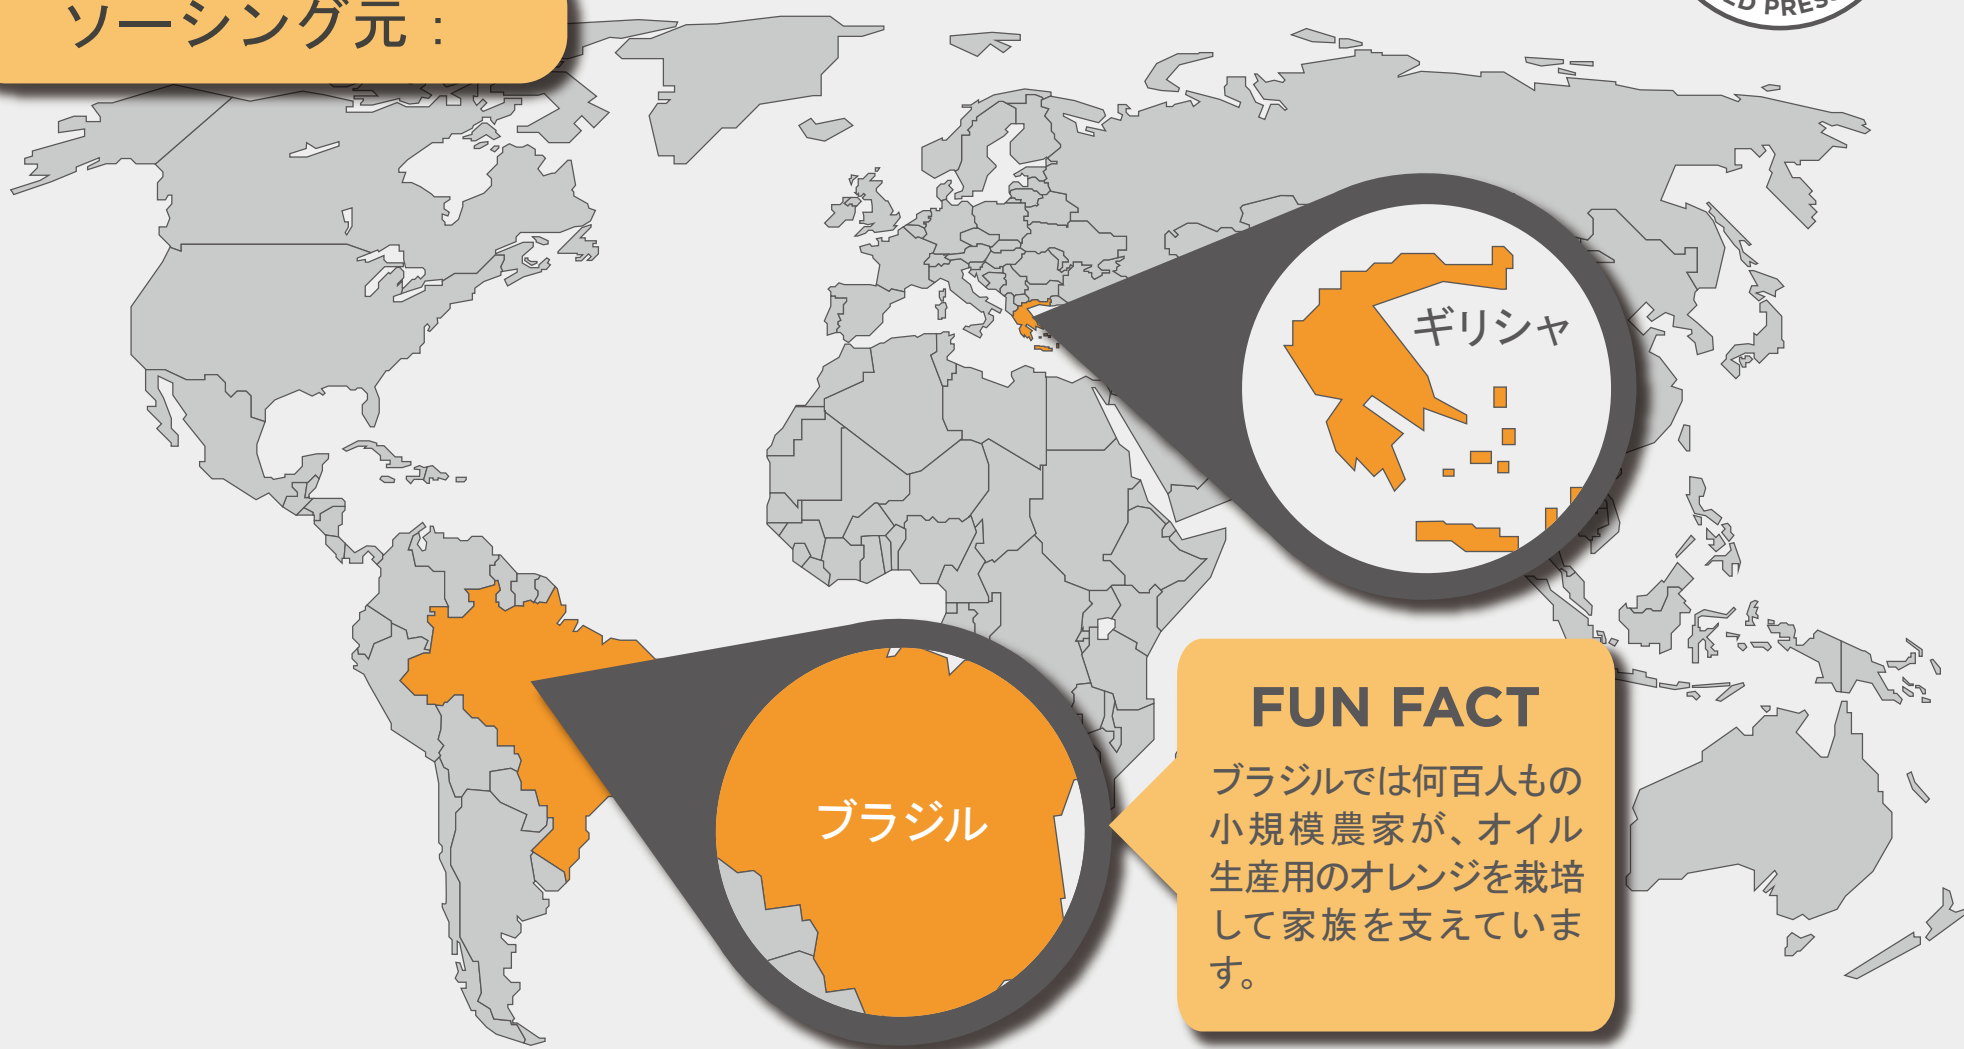 ソーシング元：
ED PRES
ギリシャ
ブラジル
FUN FACT
ブラジルでは何百人もの
小規模農家が、オイル
生産用のオレンジを栽培
して家族を支えていま
す。